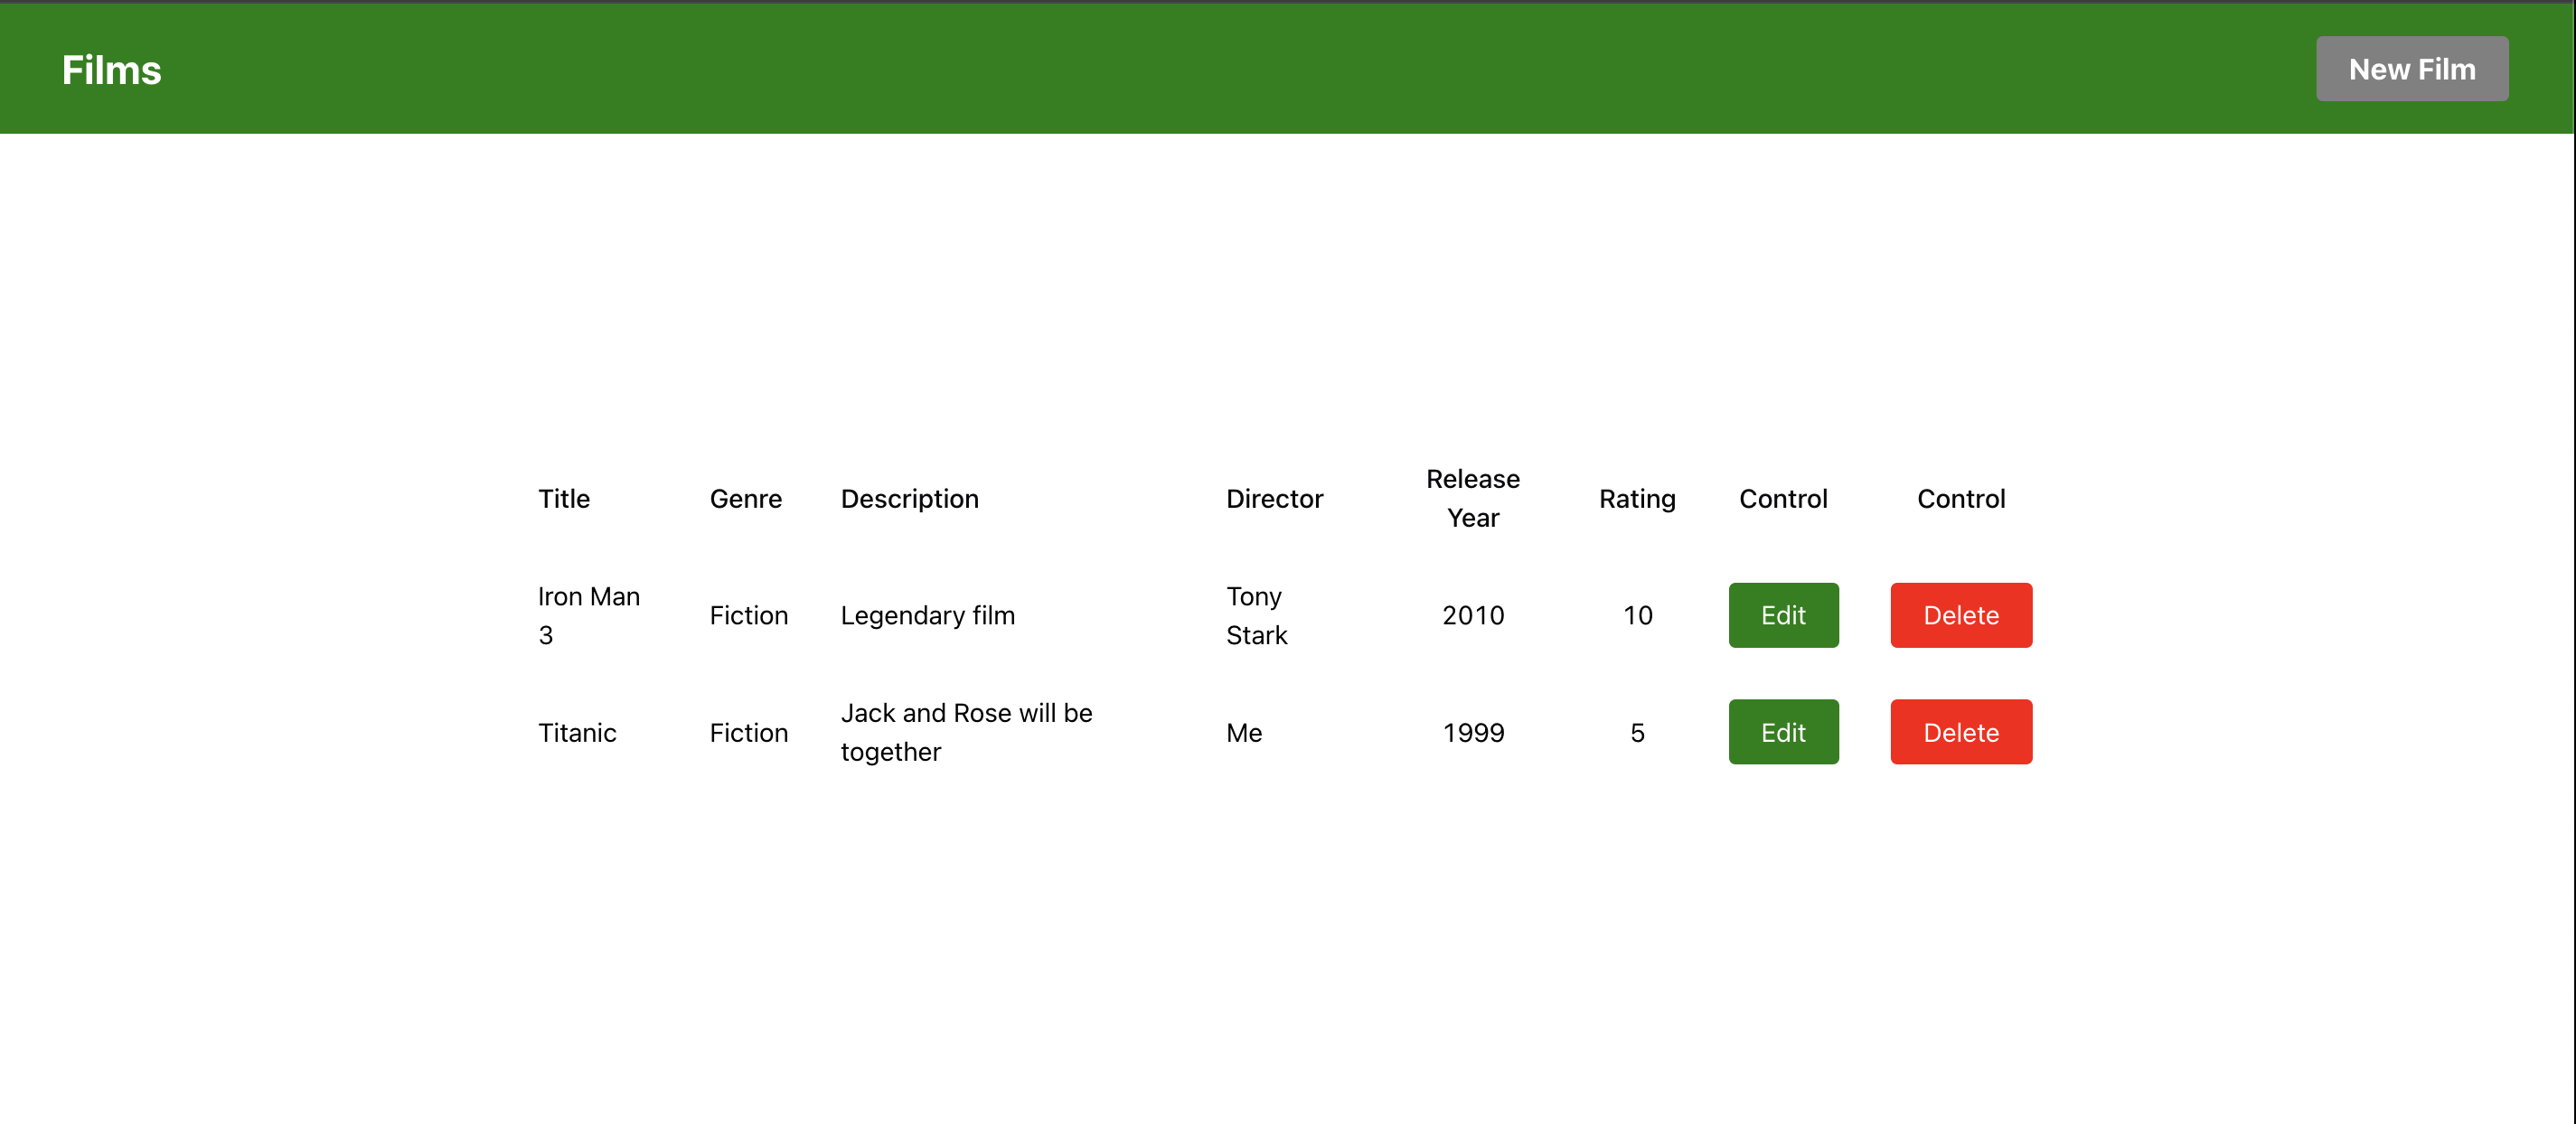 Films
New Film
Title Genre Description Director Release Year Rating Control Control
Iron Man 3 Fiction Legendary film Tony Stark 2010 10 Edit Delete
Titanic Fiction Jack and Rose will be together Me 1999 5 Edit Delete